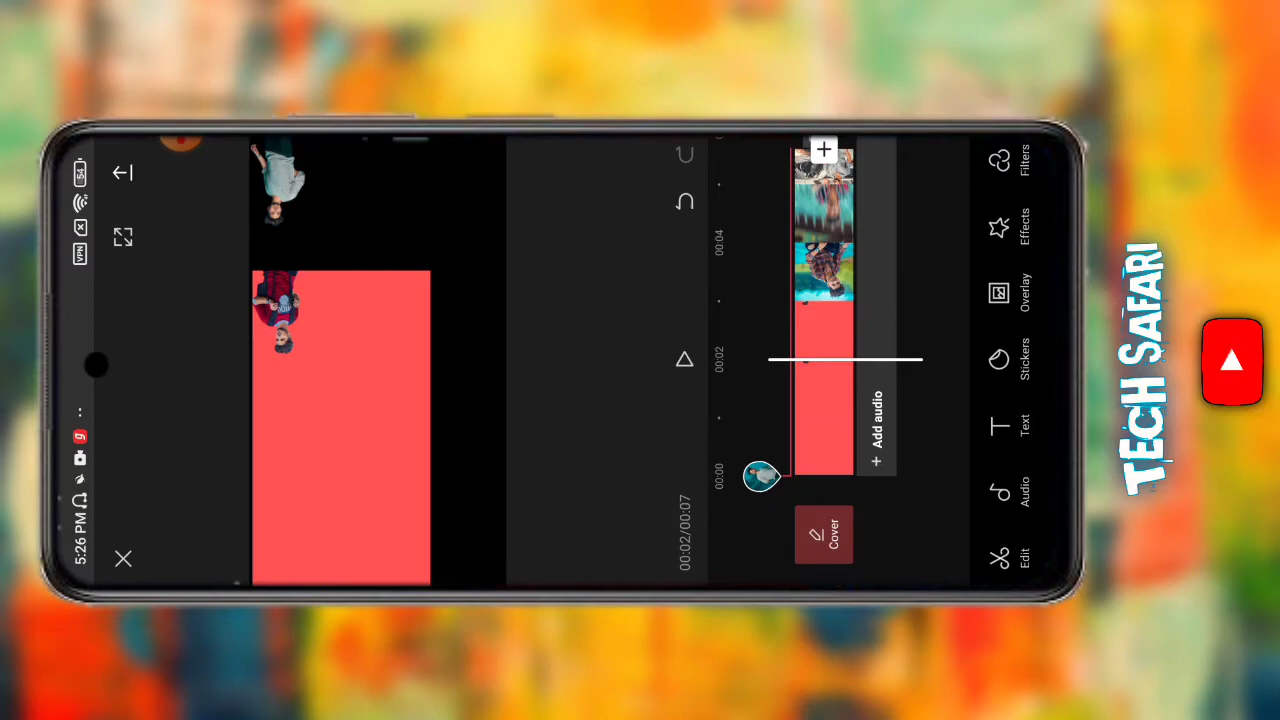 5:26 PM
VPN
54
00:02/00:07
00:00
00:02
00:04
Cover
+ Add audio
Edit
Audio
Text
Stickers
Overlay
Effects
Filters
TECH SAFARI